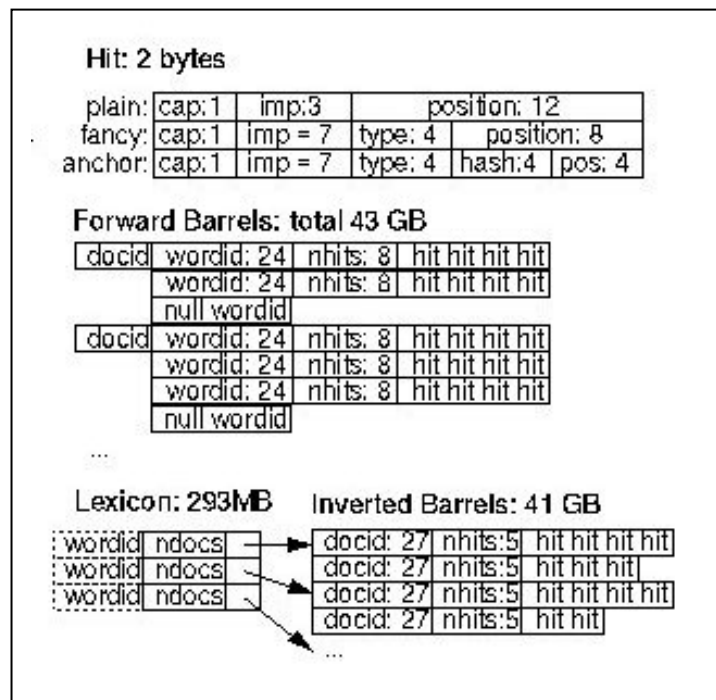 Hit: 2 bytes
plain: cap:1 imp:3 position: 12
fancy: cap:1 imp = 7 type: 4 position: 8
anchor: cap:1 imp = 7 type: 4 hash:4 pos: 4
Forward Barrels: total 43 GB
docid wordid: 24 nhits: 8 hit hit hit hit
wordid: 24 nhits: 8 hit hit hit hit
null wordid
docid wordid: 24 nhits: 8 hit hit hit hit
wordid: 24 nhits: 8 hit hit hit hit
wordid: 24 nhits: 8 hit hit hit hit
null wordid
...
Lexicon: 293MB Inverted Barrels: 41 GB
wordid ndocs docid: 27 nhits:5 hit hit hit hit
wordid ndocs docid: 27 nhits:5 hit hit hit
wordid ndocs docid: 27 nhits:5 hit hit hit hit
docid: 27 nhits:5 hit hit
...